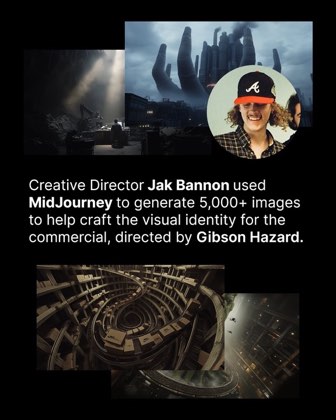 A
Creative Director Jak Bannon used
MidJourney to generate 5,000+ images
to help craft the visual identity for the
commercial, directed by Gibson Hazard.